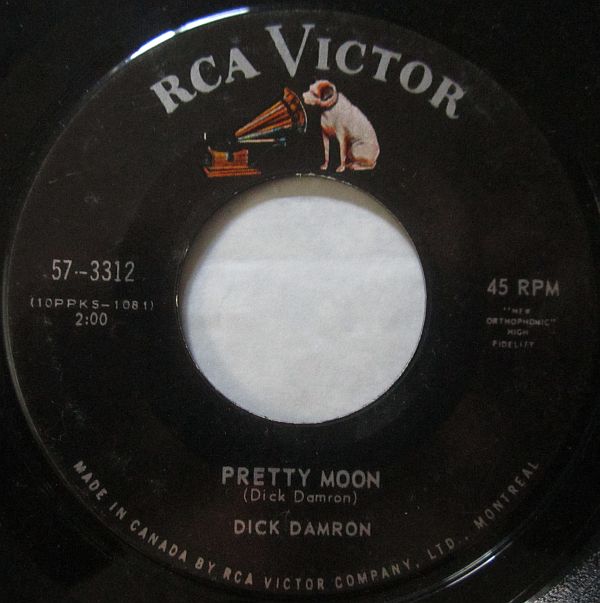 RCA VICTOR
57-3312
(10PPKS-1081)
2:00
45 RPM
"NEW
ORTHOPHONIC"
HIGH
FIDELITY
PRETTY MOON
(Dick Damron)
DICK DAMRON
MADE IN CANADA BY RCA VICTOR COMPANY, LTD., MONTREAL